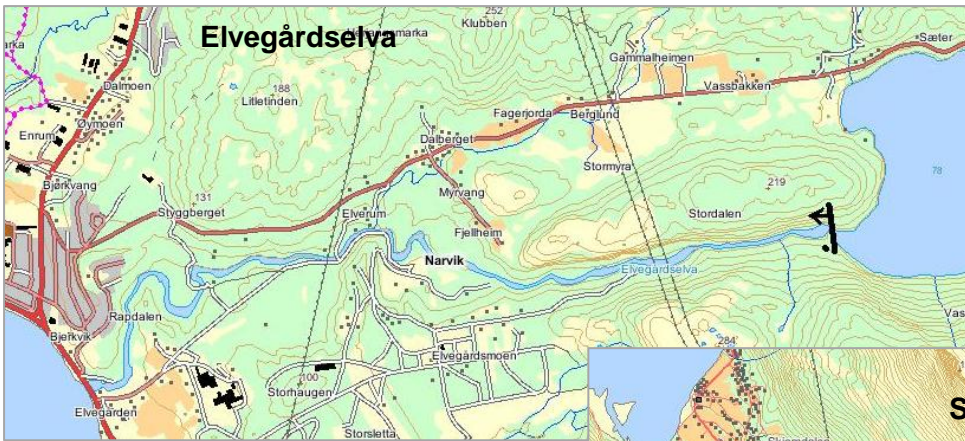 252
Klubben
Elvegårdselva
Sæter
Gammalheimen
Dalmoen
188
Litletinden
Vassbakken
Fagerjorda
Berglund
Øymoen
Enrum
Dalberget
Stormyra
78
Bjørkvang
131
Myrvang
219
Styggberget
Elverum
Stordalen
Fjellheim
Narvik
Elvegårdselva
Rapdalen
Bjerkvik
284
Elvegårdsmoen
100
Storhaugen
Elvegården
Storsletta